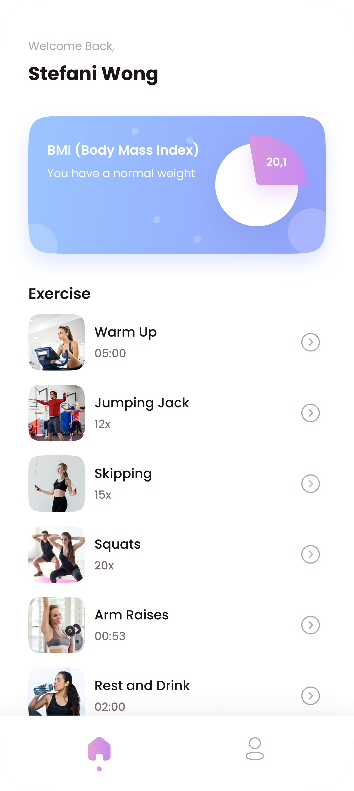 Welcome Back,
Stefani Wong
BMI (Body Mass Index)
You have a normal weight
20,1
Exercise
Warm Up
05:00
Jumping Jack
12x
Skipping
15x
Squats
20x
Arm Raises
00:53
Rest and Drink
02:00